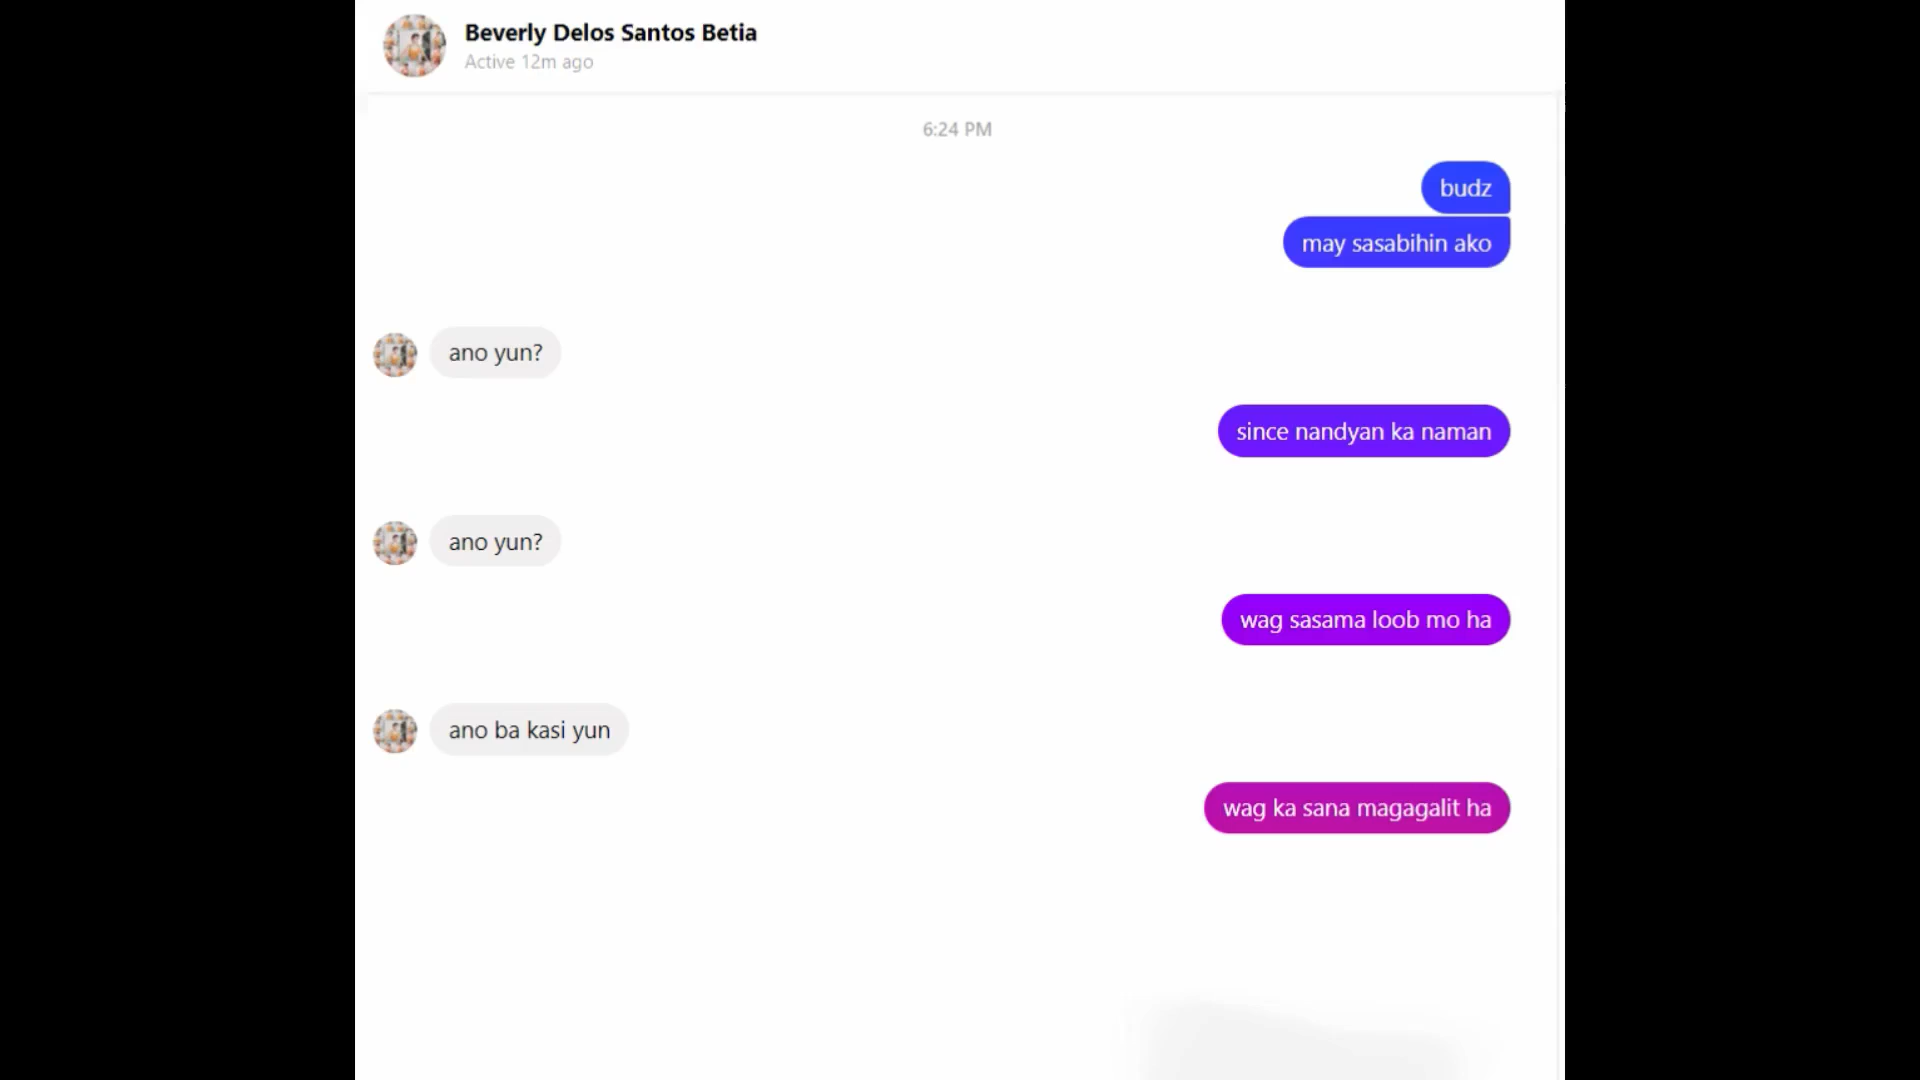 Beverly Delos Santos Betia
Active 12m ago
6:24 PM
budz
may sasabihin ako
ano yun?
since nandyan ka naman
ano yun?
wag sasama loob mo ha
ano ba kasi yun
wag ka sana magagalit ha